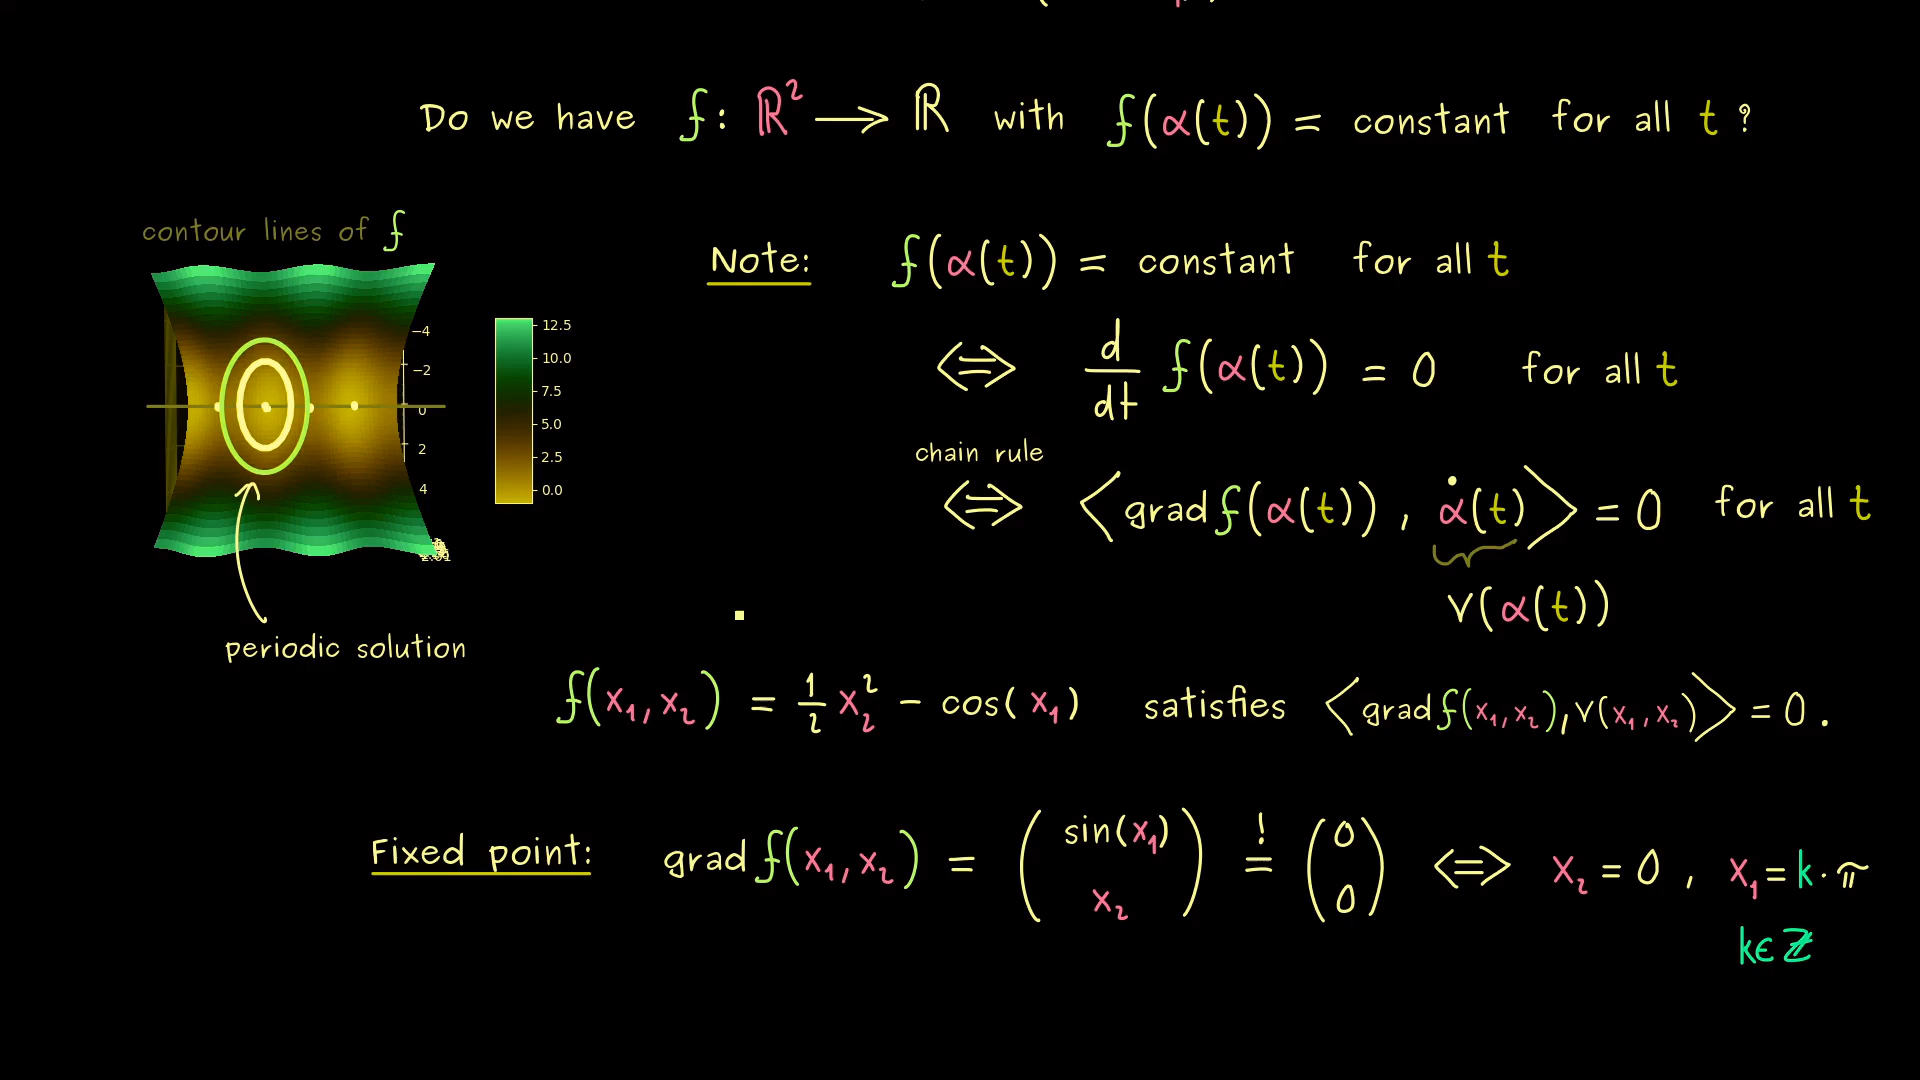 Do we have f: ℝ² ⟶ ℝ with f(α(t)) = constant for all t ?
contour lines of f
Note: f(α(t)) = constant for all t
⟺ d/dt f(α(t)) = 0 for all t
chain rule
⟺ ⟨grad f(α(t)) , α̇(t)⟩ = 0 for all t
v(α(t))
−4
−2
0
2
4
12.5
10.0
7.5
5.0
2.5
0.0
periodic solution
f(x₁, x₂) = 1/2 x₂² − cos(x₁) satisfies ⟨grad f(x₁, x₂), v(x₁, x₂)⟩ = 0 .
Fixed point: grad f(x₁, x₂) = (sin(x₁) x₂) =! (0 0) ⟺ x₂ = 0 , x₁ = k · π
k ∈ ℤ